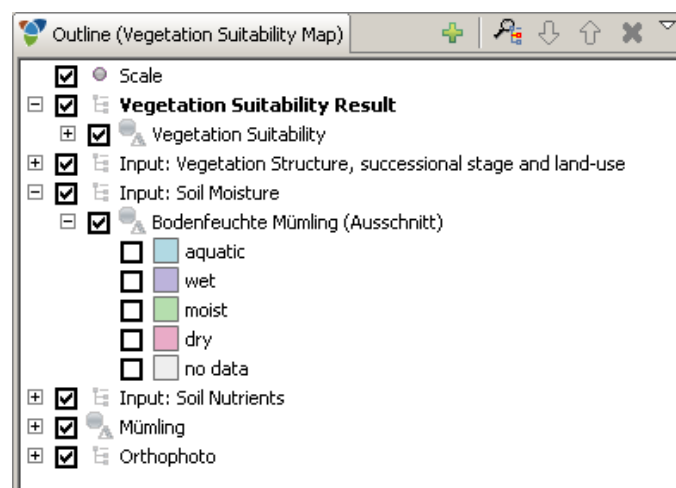 Outline (Vegetation Suitability Map)
Scale
Vegetation Suitability Result
Vegetation Suitability
Input: Vegetation Structure, successional stage and land-use
Input: Soil Moisture
Bodenfeuchte Mümling (Ausschnitt)
aquatic
wet
moist
dry
no data
Input: Soil Nutrients
Mümling
Orthophoto